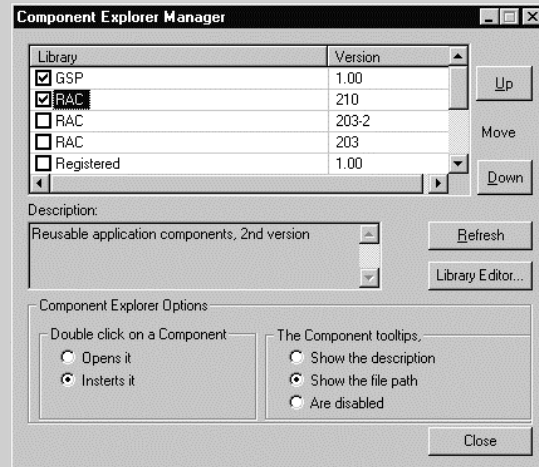 Component Explorer Manager
Library Version
GSP 1.00
Up
RAC 210
RAC 203-2
Move
RAC 203
Registered 1.00
Down
Description:
Reusable application components, 2nd version
Refresh
Library Editor...
Component Explorer Options
Double click on a Component The Component tooltips,
Opens it Show the description
Insterts it Show the file path
Are disabled
Close